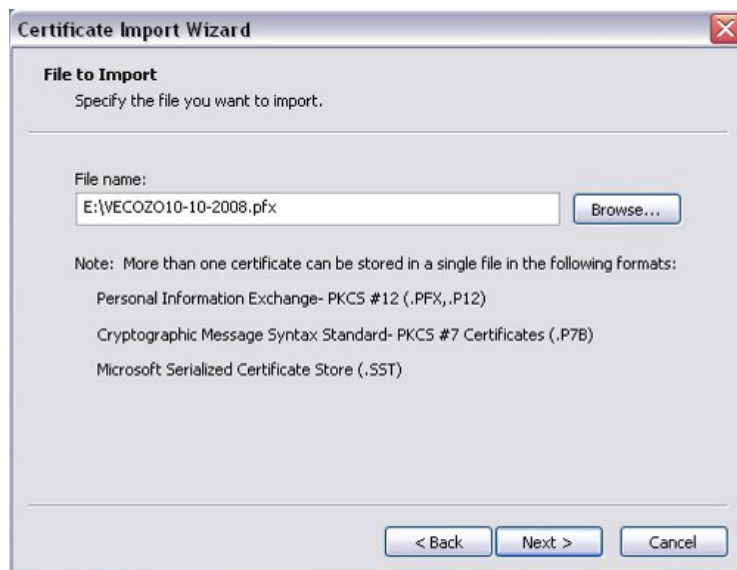 Certificate Import Wizard
File to Import
Specify the file you want to import.
File name:
E:\VECOZO10-10-2008.pfx
Browse...
Note: More than one certificate can be stored in a single file in the following formats:
Personal Information Exchange- PKCS #12 (.PFX,.P12)
Cryptographic Message Syntax Standard- PKCS #7 Certificates (.P7B)
Microsoft Serialized Certificate Store (.SST)
< Back
Next >
Cancel